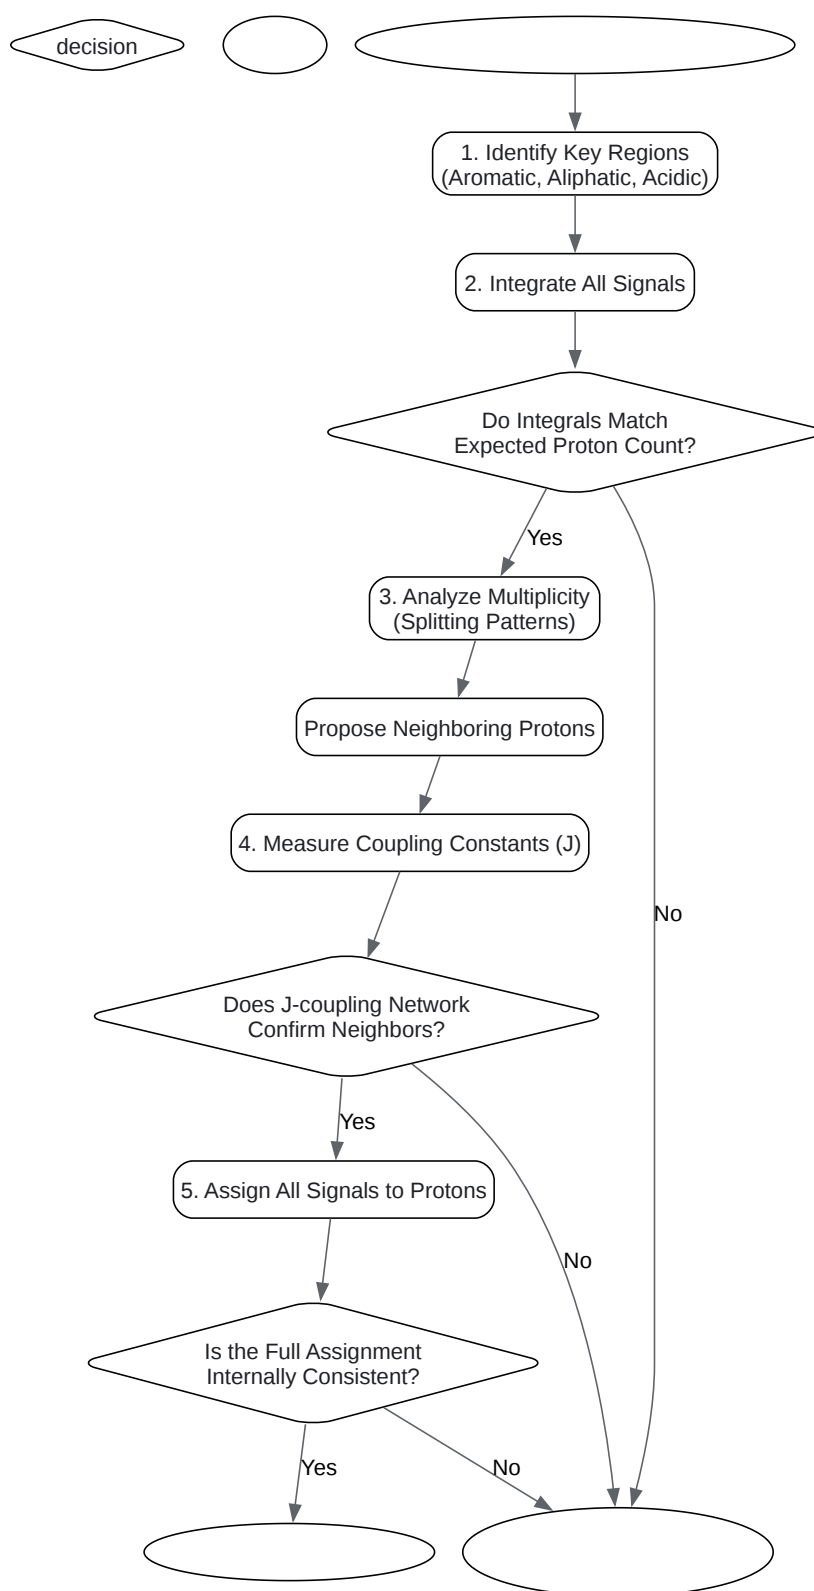 decision
1. Identify Key Regions
(Aromatic, Aliphatic, Acidic)
2. Integrate All Signals
Do Integrals Match
Expected Proton Count?
Yes
3. Analyze Multiplicity
(Splitting Patterns)
Propose Neighboring Protons
4. Measure Coupling Constants (J)
No
Does J-coupling Network
Confirm Neighbors?
Yes
5. Assign All Signals to Protons
No
Is the Full Assignment
Internally Consistent?
Yes
No